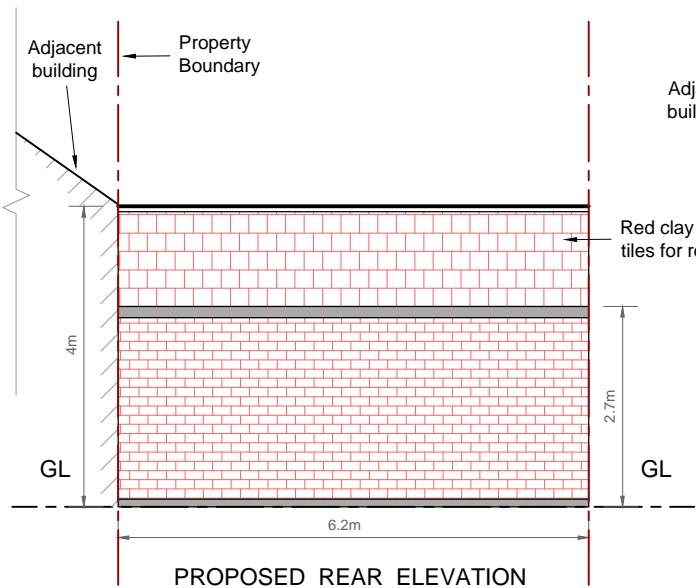 Adjacent
building
Property
Boundary
Red clay
tiles for
4m
2.7m
GL
GL
6.2m
PROPOSED REAR ELEVATION